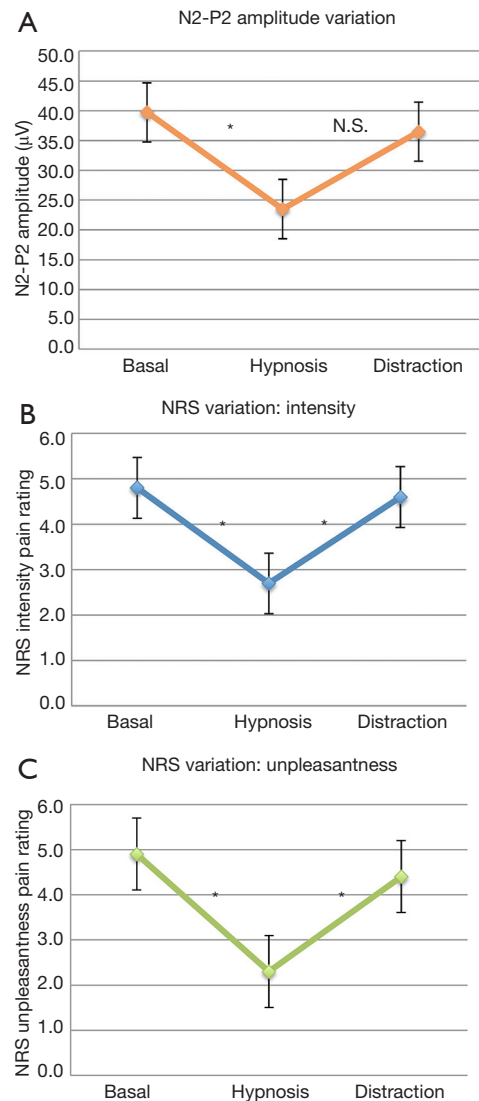 A
N2-P2 amplitude variation
N2-P2 amplitude (μV)
50.0
45.0
40.0
35.0
30.0
25.0
20.0
15.0
10.0
5.0
0.0
*
N.S.
Basal Hypnosis Distraction
B
NRS variation: intensity
NRS intensity pain rating
6.0
5.0
4.0
3.0
2.0
1.0
0.0
* *
Basal Hypnosis Distraction
C
NRS variation: unpleasantness
NRS unpleasantness pain rating
6.0
5.0
4.0
3.0
2.0
1.0
0.0
* *
Basal Hypnosis Distraction